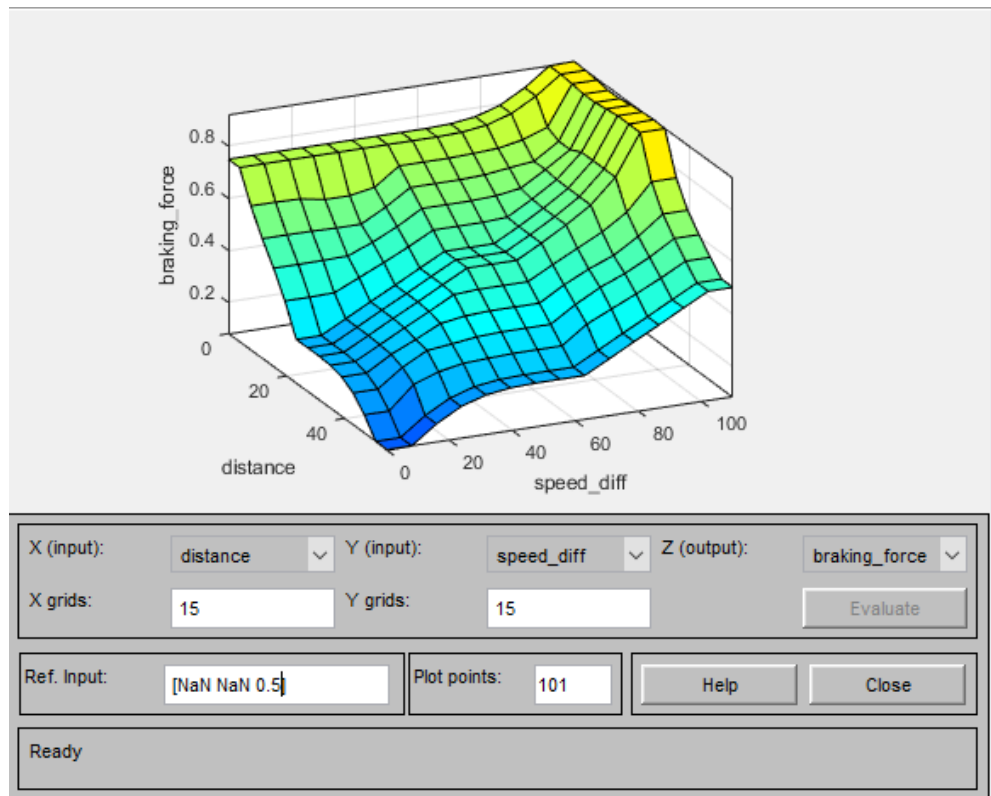 0.8
0.6
0.4
0.2
braking_force
0
20
40
distance
0
20
40
60
80
100
speed_diff
X (input): distance Y (input): speed_diff Z (output): braking_force
X grids: 15 Y grids: 15 Evaluate
Ref. Input: [NaN NaN 0.5] Plot points: 101 Help Close
Ready